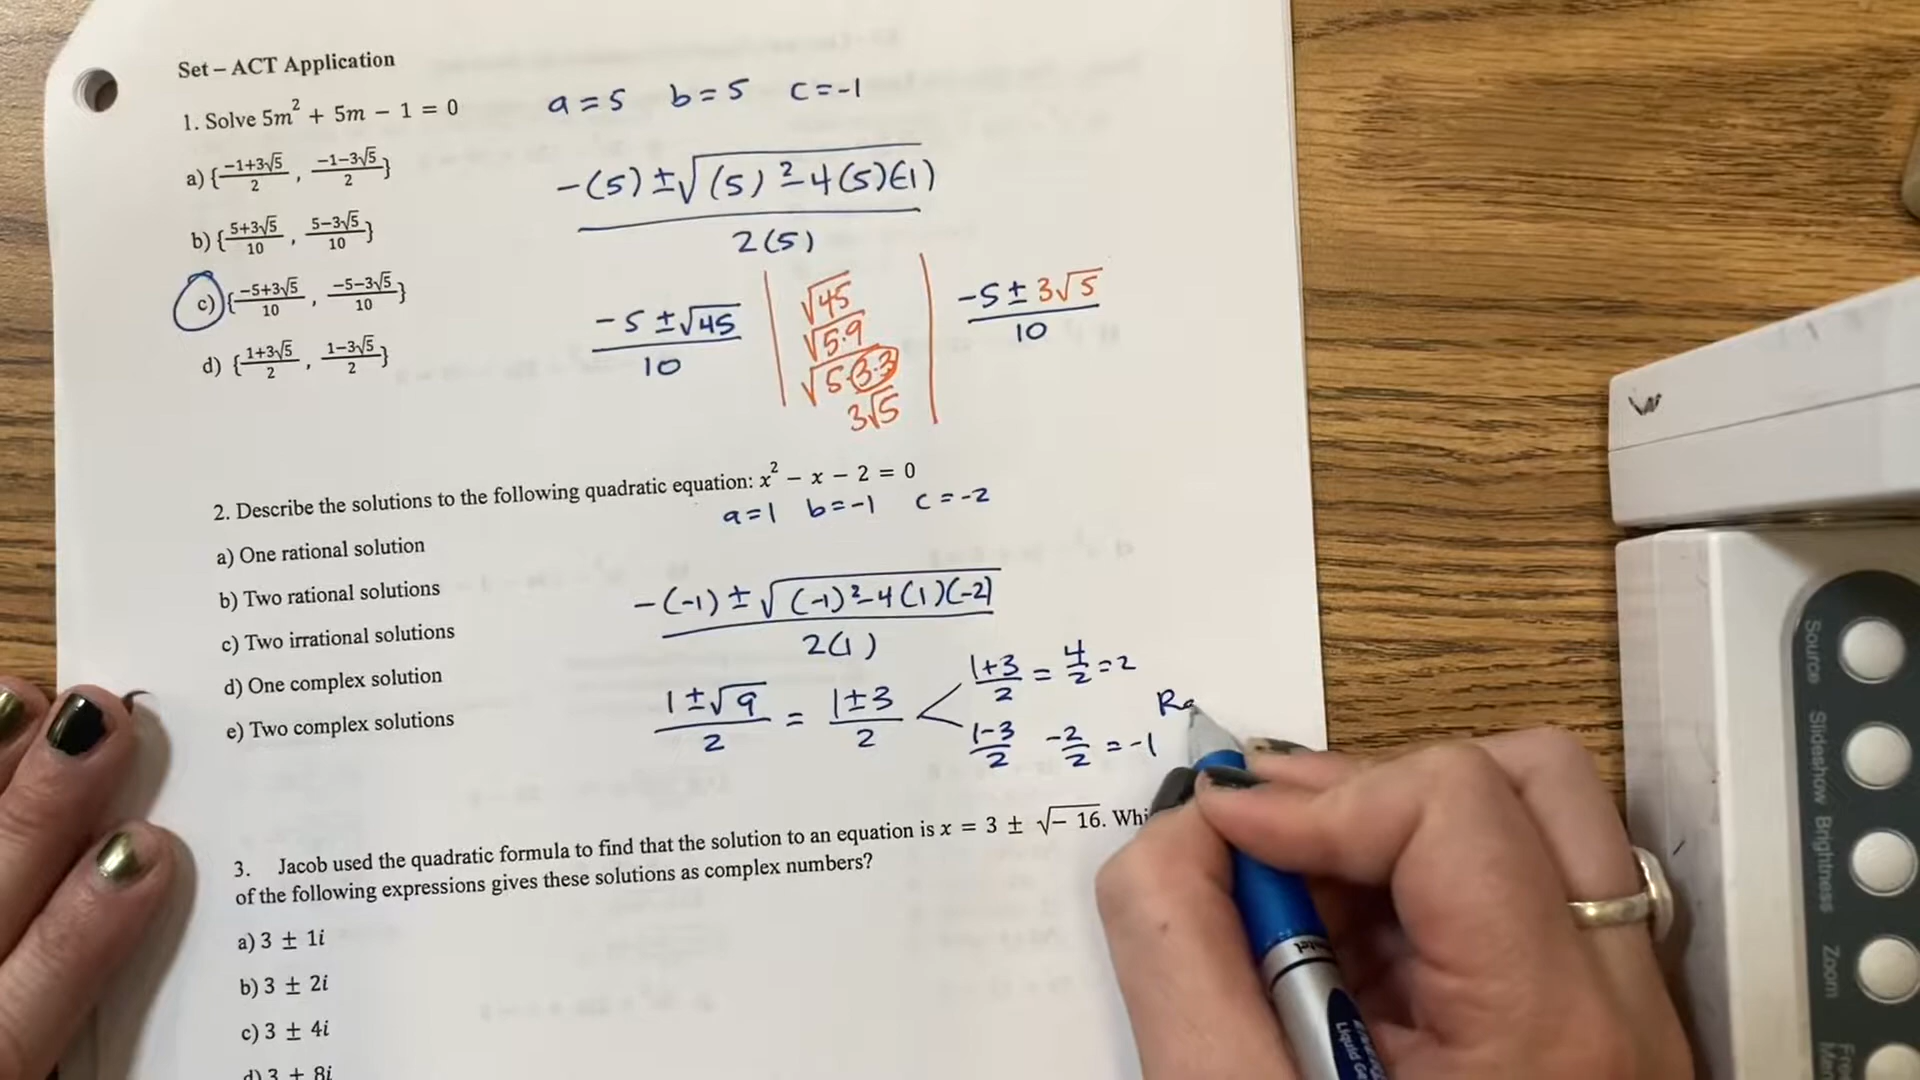 Set – ACT Application
1. Solve 5m² + 5m − 1 = 0
a = 5 b = 5 c = -1
a) {(−1+3√5)/2 , (−1−3√5)/2}
b) {(5+3√5)/10 , (5−3√5)/10}
c) {(−5+3√5)/10 , (−5−3√5)/10}
d) {(1+3√5)/2 , (1−3√5)/2}
-(5) ± √(5)² - 4(5)(-1)
2(5)
-5 ± √45
10
√45
√5·9
√5·3·3
3√5
-5 ± 3√5
10
2. Describe the solutions to the following quadratic equation: x² − x − 2 = 0
a=1 b=-1 c=-2
a) One rational solution
b) Two rational solutions
c) Two irrational solutions
d) One complex solution
e) Two complex solutions
-(-1) ± √(-1)² - 4(1)(-2)
2(1)
(1 ± √9)/2 = (1 ± 3)/2
(1+3)/2 = 4/2 = 2
(1-3)/2 -2/2 = -1
3. Jacob used the quadratic formula to find that the solution to an equation is x = 3 ± √−16.
of the following expressions gives these solutions as complex numbers?
a) 3 ± 1i
b) 3 ± 2i
c) 3 ± 4i
d) 3 ± 8i
Source
Slideshow
Brightness
Zoom